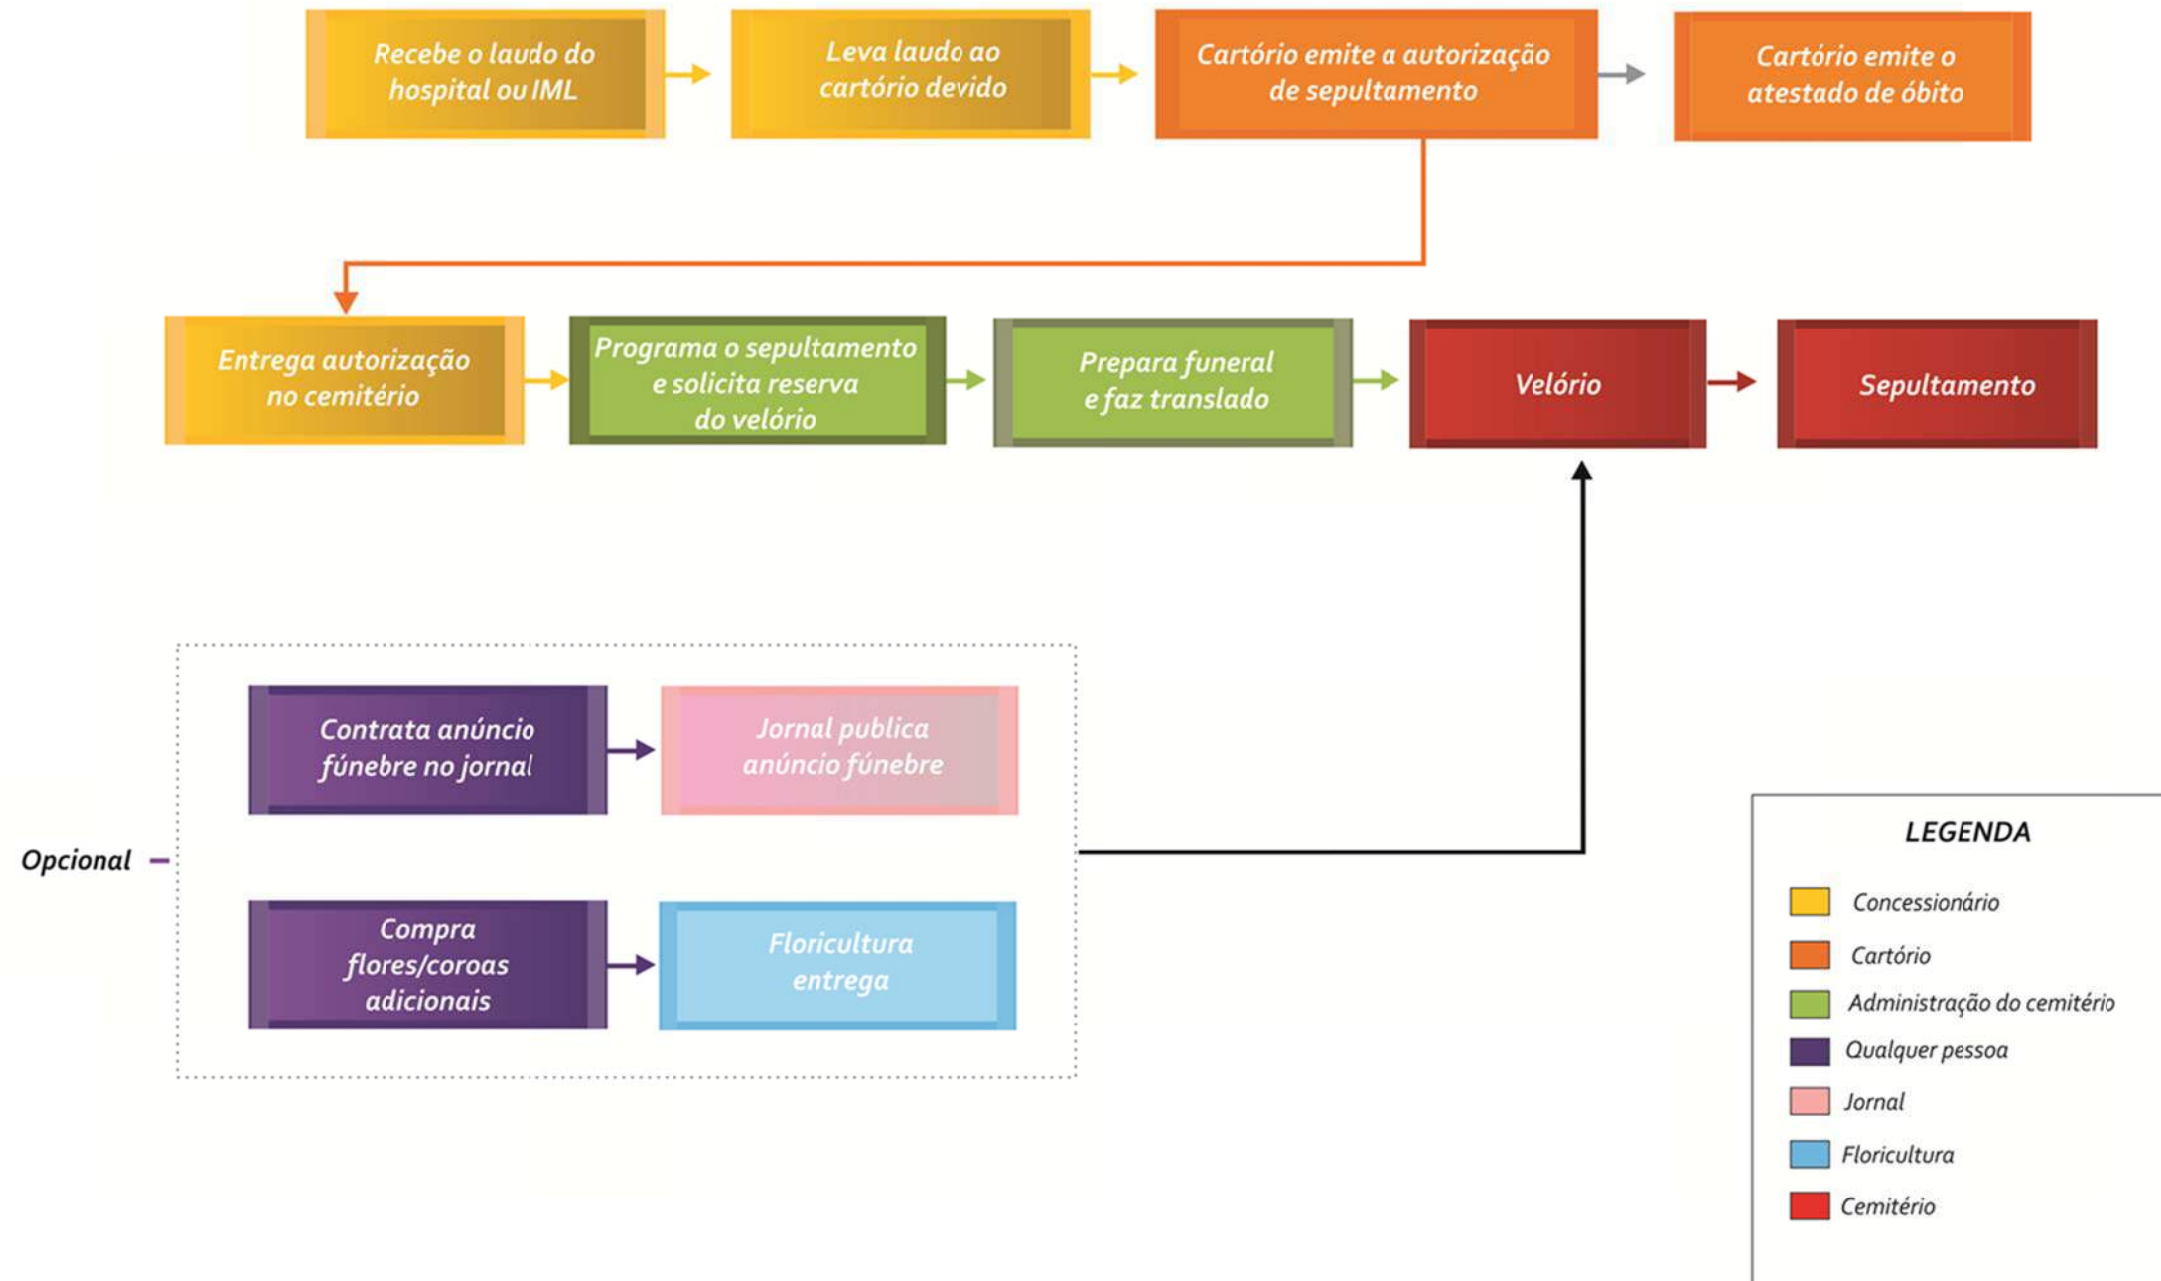 Recebe o laudo do
hospital ou IML
Leva laudo ao
cartório devido
Cartório emite a autorização
de sepultamento
Cartório emite o
atestado de óbito
Entrega autorização
no cemitério
Programa o sepultamento
e solicita reserva
do velório
Prepara funeral
e faz translado
Velório
Sepultamento
Opcional
Contrata anúncio
fúnebre no jornal
Jornal publica
anúncio fúnebre
Compra
flores/coroas
adicionais
Floricultura
entrega
LEGENDA
Concessionário
Cartório
Administração do cemitério
Qualquer pessoa
Jornal
Floricultura
Cemitério